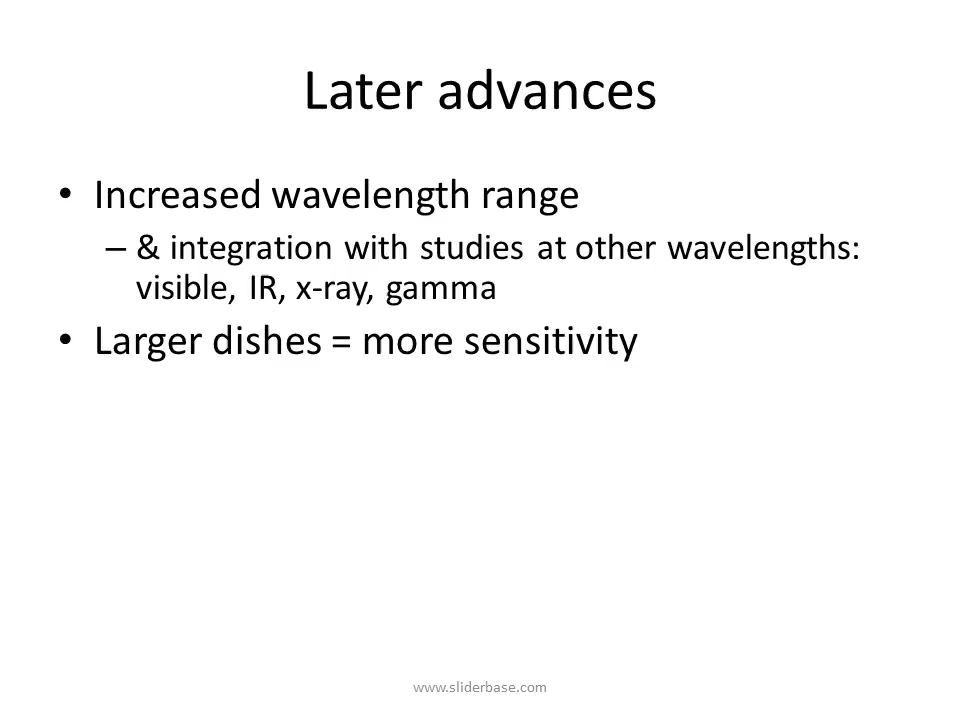 Later advances
• Increased wavelength range
– & integration with studies at other wavelengths:
visible, IR, x-ray, gamma
• Larger dishes = more sensitivity
www.sliderbase.com